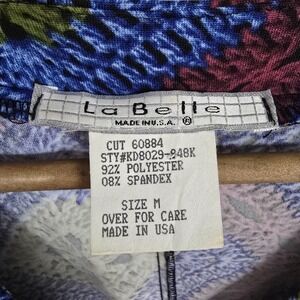 La Belle
MADE IN U.S.A. ®
CUT 60884
STY#KD8029-948K
92% POLYESTER
08% SPANDEX
SIZE M
OVER FOR CARE
MADE IN USA